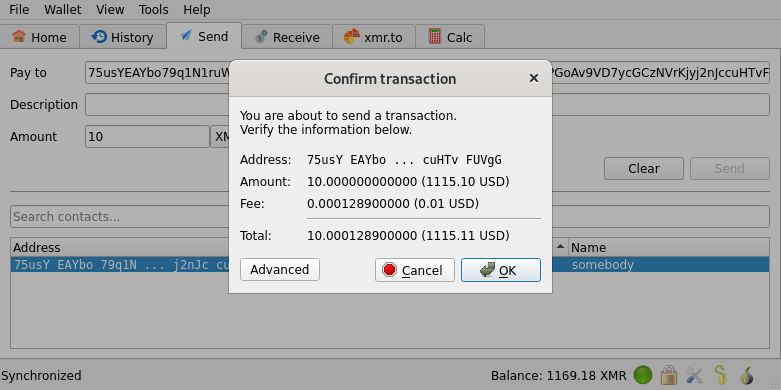 File Wallet View Tools Help
Home History Send Receive xmr.to Calc
Pay to 75usYEAYbo79q1N1ruW PGoAv9VD7ycGCzNVrKjyj2nJccuHTvF
Confirm transaction
Description
You are about to send a transaction.
Verify the information below.
Amount 10 XM
Address: 75usY EAYbo ... cuHTv FUVgG
Clear Send
Amount: 10.000000000000 (1115.10 USD)
Fee: 0.000128900000 (0.01 USD)
Search contacts...
Total: 10.000128900000 (1115.11 USD)
Address Name
75usY EAYbo 79q1N ... j2nJc cu somebody
Advanced Cancel OK
Synchronized Balance: 1169.18 XMR